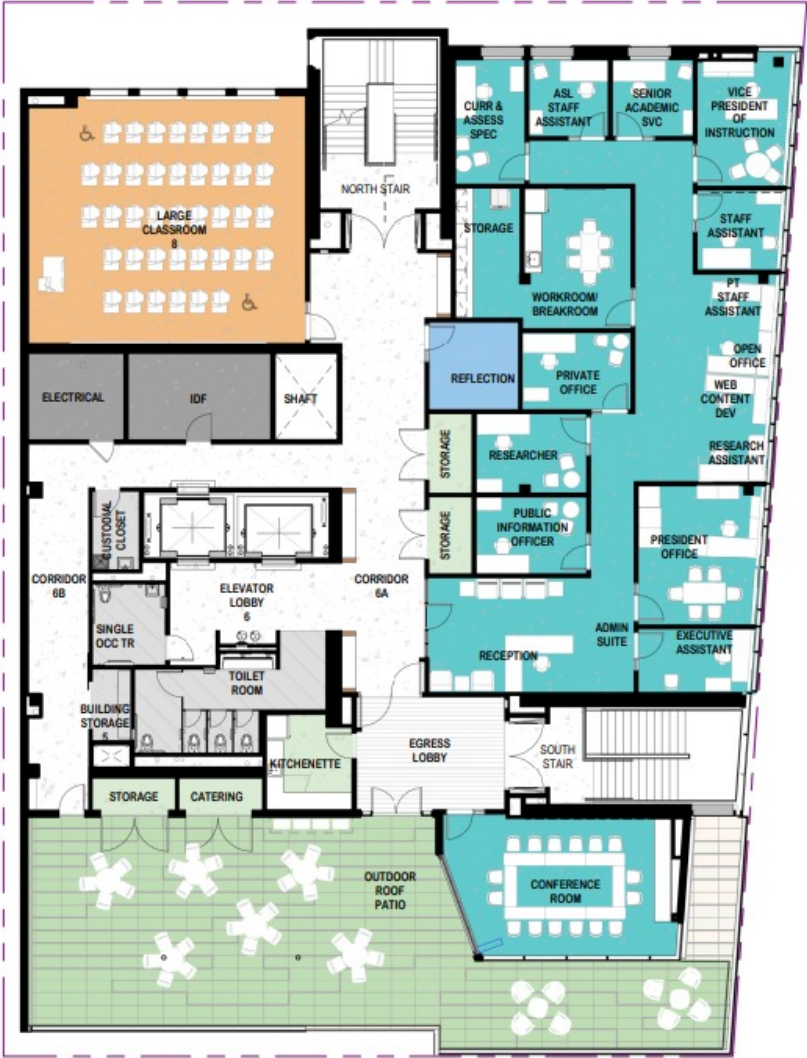 CURR &
ASSESS
SPEC
ASL
STAFF
ASSISTANT
SENIOR
ACADEMIC
SVC
VICE
PRESIDENT
OF
INSTRUCTION
NORTH STAIR
LARGE
CLASSROOM
8
STORAGE
STAFF
ASSISTANT
WORKROOM/
BREAKROOM
PT
STAFF
ASSISTANT
OPEN
OFFICE
WEB
CONTENT
DEV
RESEARCH
ASSISTANT
ELECTRICAL
IDF
SHAFT
REFLECTION
PRIVATE
OFFICE
STORAGE
RESEARCHER
CUSTODIAL
CLOSET
STORAGE
PUBLIC
INFORMATION
OFFICER
PRESIDENT
OFFICE
CORRIDOR
6B
ELEVATOR
LOBBY
6
CORRIDOR
6A
SINGLE
OCC TR
RECEPTION
ADMIN
SUITE
EXECUTIVE
ASSISTANT
TOILET
ROOM
BUILDING
STORAGE
5
KITCHENETTE
EGRESS
LOBBY
SOUTH
STAIR
STORAGE
CATERING
OUTDOOR
ROOF
PATIO
CONFERENCE
ROOM